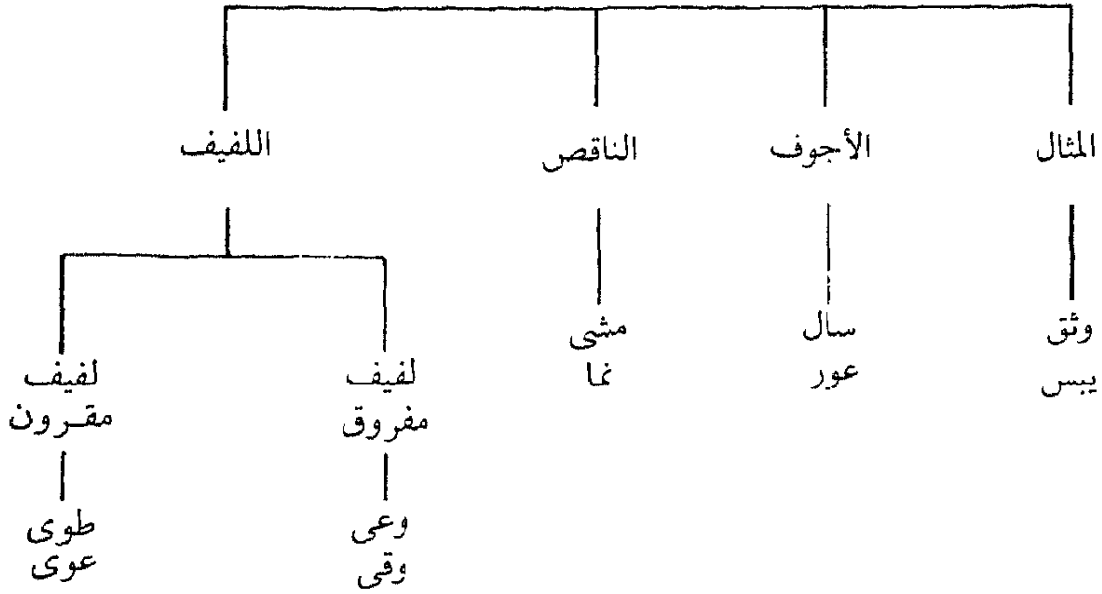 المثال
الأجوف
الناقص
اللفيف
وثق
يبس
سال
عور
مشى
نما
لفيف
مفروق
لفيف
مقرون
وعى
وقى
طوى
عوى